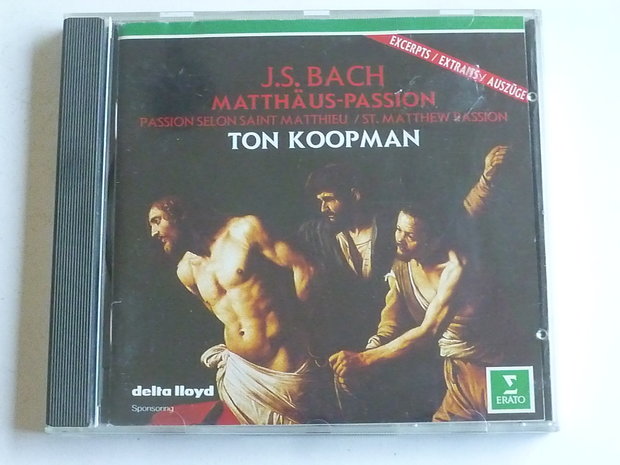 EXCERPTS / EXTRAITS / AUSZÜGE
J.S. BACH
MATTHÄUS-PASSION
PASSION SELON SAINT MATTHIEU / ST. MATTHEW PASSION
TON KOOPMAN
delta lloyd
Sponsoring
ERATO